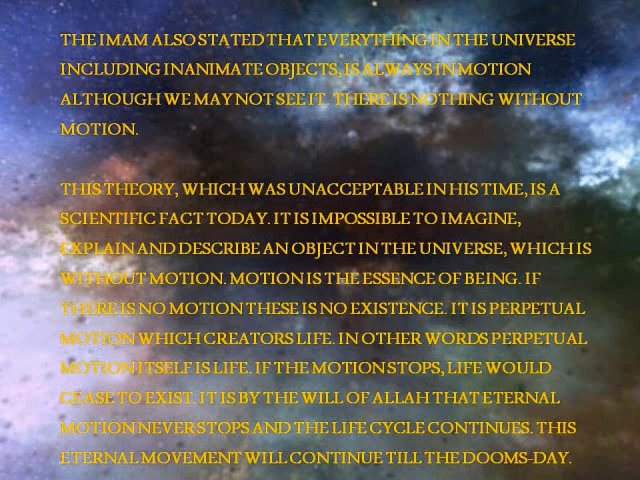 THE IMAM ALSO STATED THAT EVERYTHING IN THE UNIVERSE
INCLUDING INANIMATE OBJECTS, IS ALWAYS IN MOTION
ALTHOUGH WE MAY NOT SEE IT. THERE IS NOTHING WITHOUT
MOTION.
THIS THEORY, WHICH WAS UNACCEPTABLE IN HIS TIME, IS A
SCIENTIFIC FACT TODAY. IT IS IMPOSSIBLE TO IMAGINE,
EXPLAIN AND DESCRIBE AN OBJECT IN THE UNIVERSE, WHICH IS
WITHOUT MOTION. MOTION IS THE ESSENCE OF BEING. IF
THERE IS NO MOTION THESE IS NO EXISTENCE. IT IS PERPETUAL
MOTION WHICH CREATORS LIFE. IN OTHER WORDS PERPETUAL
MOTION ITSELF IS LIFE. IF THE MOTION STOPS, LIFE WOULD
CEASE TO EXIST. IT IS BY THE WILL OF ALLAH THAT ETERNAL
MOTION NEVER STOPS AND THE LIFE CYCLE CONTINUES. THIS
ETERNAL MOVEMENT WILL CONTINUE TILL THE DOOMS-DAY.